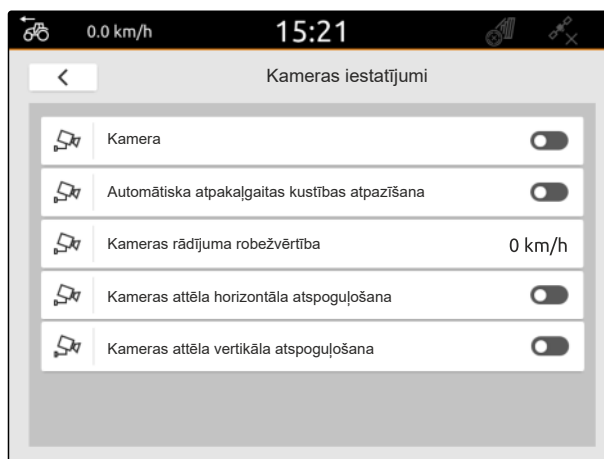 0.0 km/h
15:21
Kameras iestatījumi
Kamera
Automātiska atpakaļgaitas kustības atpazīšana
Kameras rādījuma robežvērtība
0 km/h
Kameras attēla horizontāla atspoguļošana
Kameras attēla vertikāla atspoguļošana